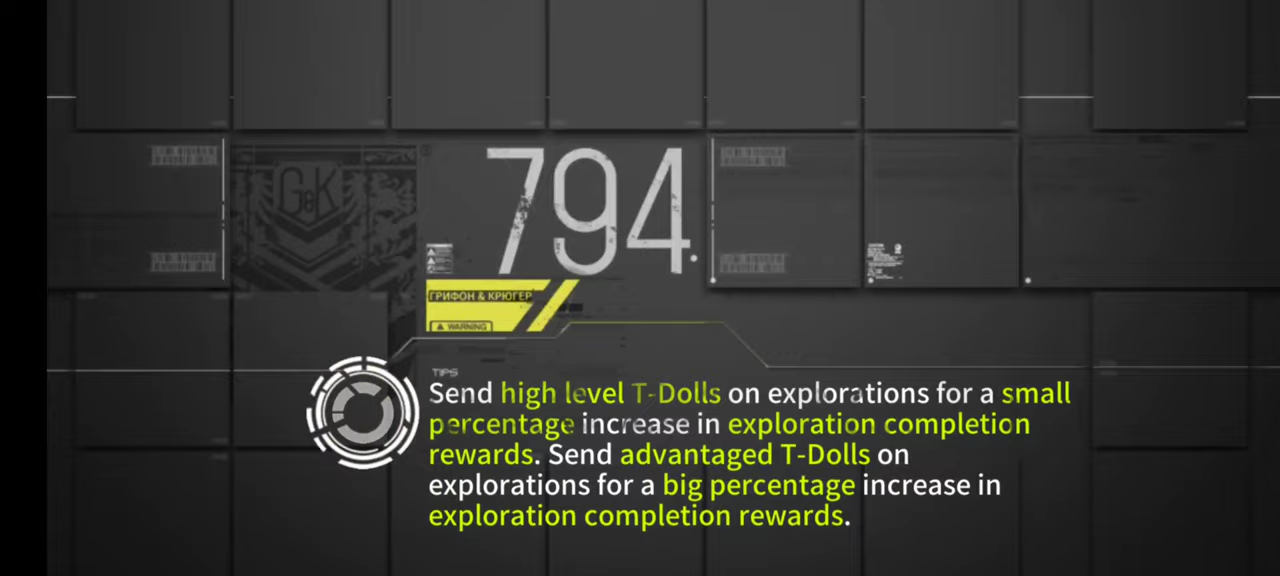 G&K
794.
ГРИФОН & КРЮГЕР
WARNING
TIPS
Send high level T-Dolls on explorations for a small
percentage increase in exploration completion
rewards. Send advantaged T-Dolls on
explorations for a big percentage increase in
exploration completion rewards.